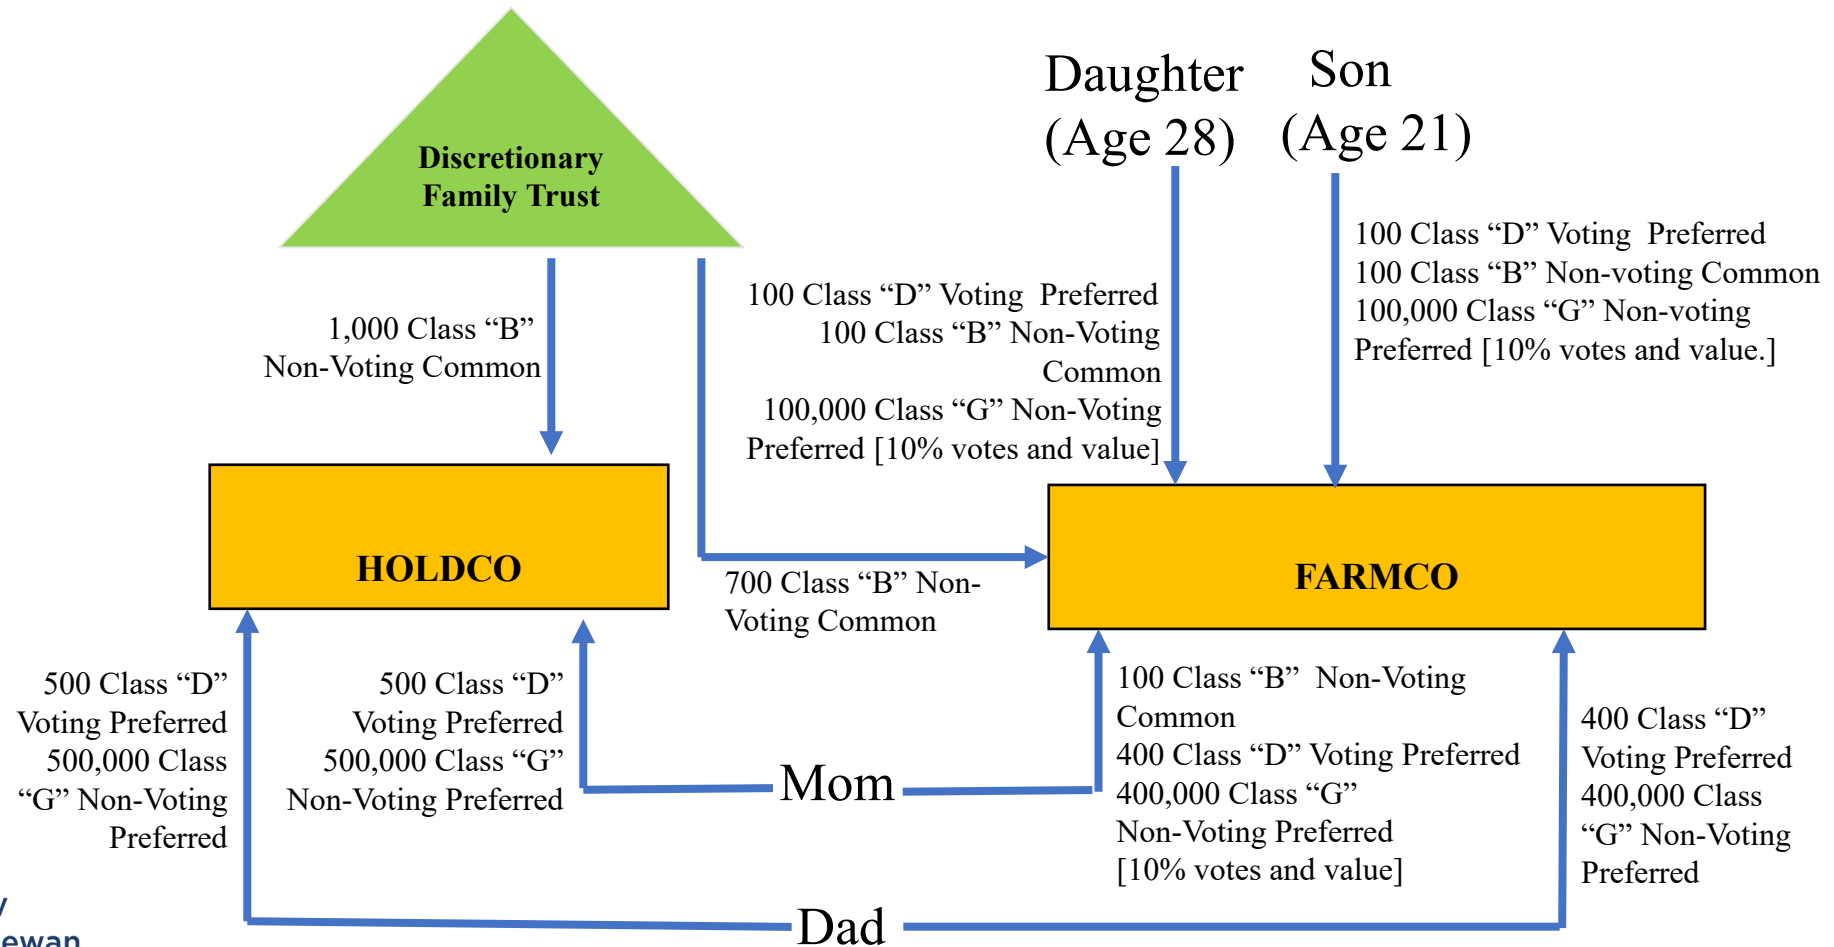 Discretionary
Family Trust
Daughter
(Age 28)
Son
(Age 21)
1,000 Class “B”
Non-Voting Common
100 Class “D” Voting Preferred
100 Class “B” Non-Voting
Common
100,000 Class “G” Non-Voting
Preferred [10% votes and value]
100 Class “D” Voting Preferred
100 Class “B” Non-voting Common
100,000 Class “G” Non-voting
Preferred [10% votes and value.]
HOLDCO
700 Class “B” Non-
Voting Common
FARMCO
500 Class “D”
Voting Preferred
500,000 Class
“G” Non-Voting
Preferred
500 Class “D”
Voting Preferred
500,000 Class “G”
Non-Voting Preferred
Mom
100 Class “B” Non-Voting
Common
400 Class “D” Voting Preferred
400,000 Class “G”
Non-Voting Preferred
[10% votes and value]
400 Class “D”
Voting Preferred
400,000 Class
“G” Non-Voting
Preferred
Dad